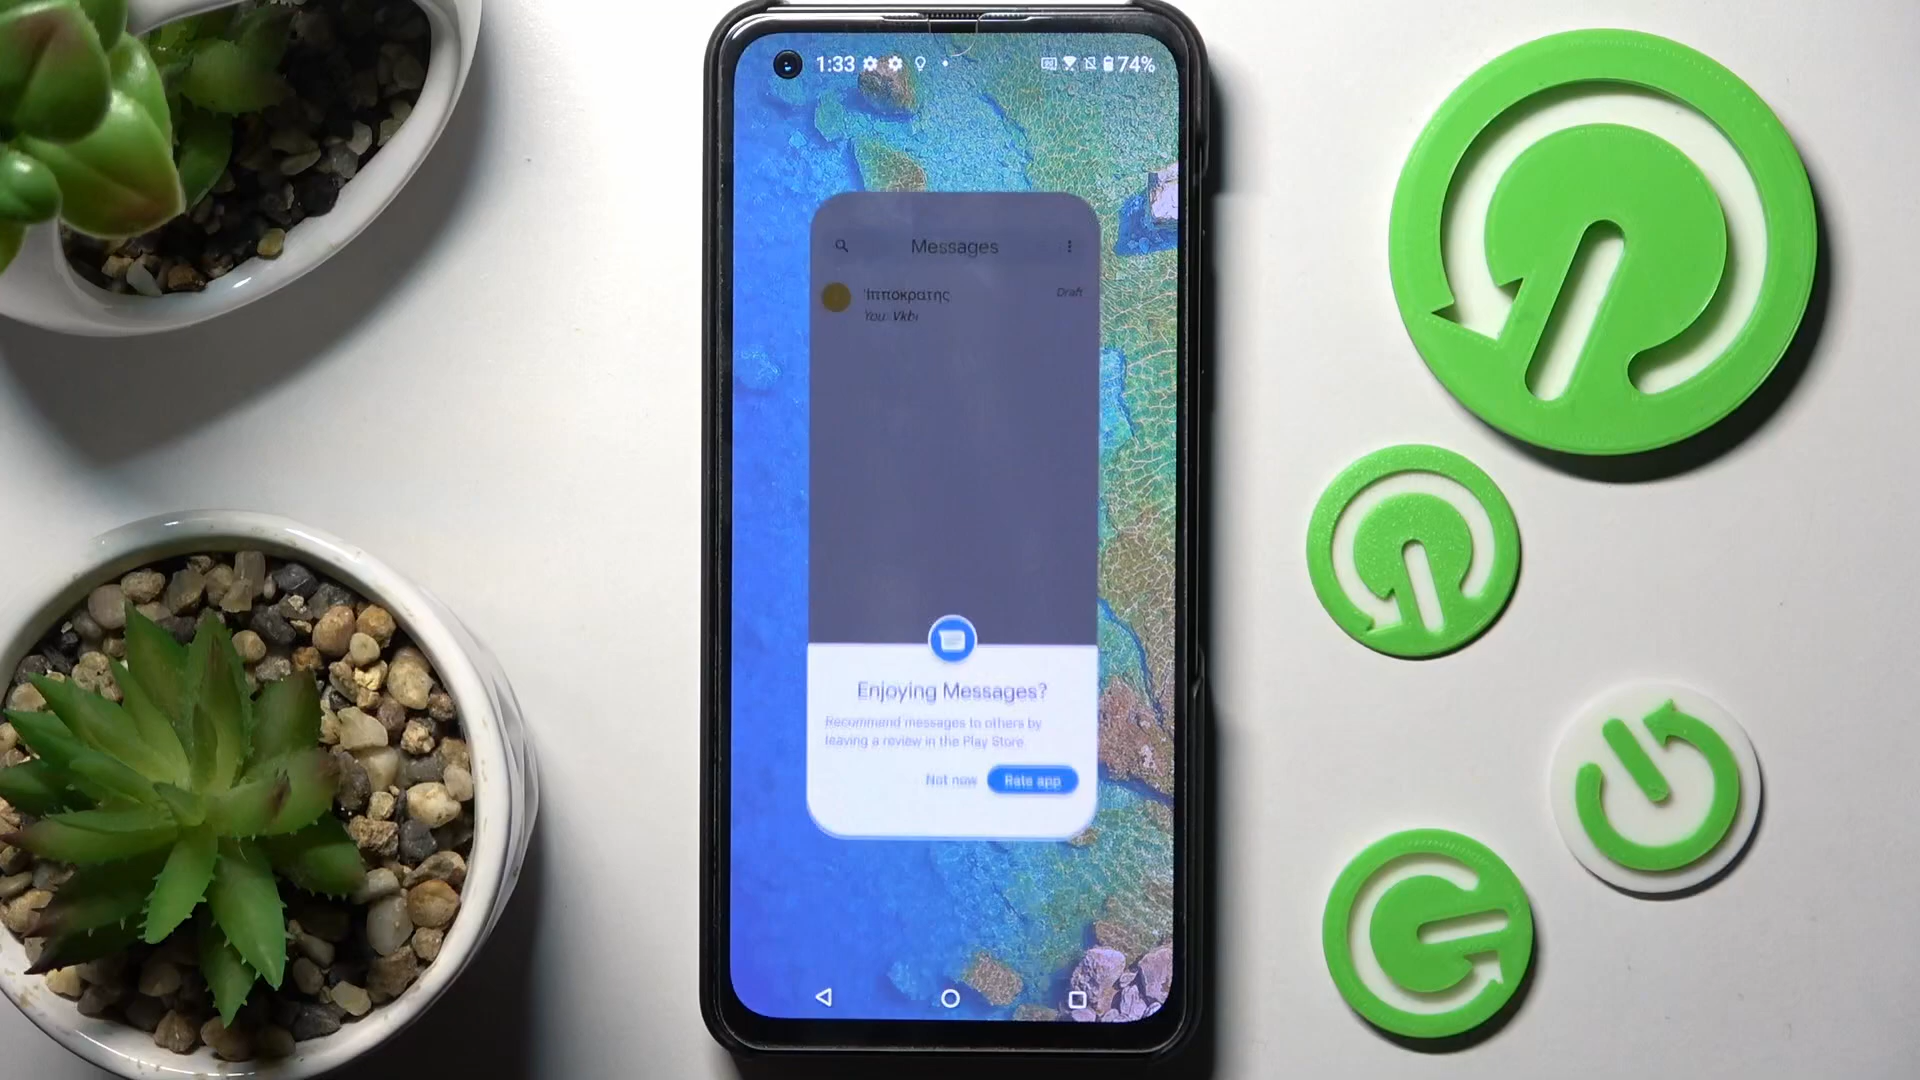 1:33 74%
Messages
Ἱπποκράτης Draft
You: Vkbi
Enjoying Messages?
Recommend messages to others by
leaving a review in the Play Store.
Not now Rate app